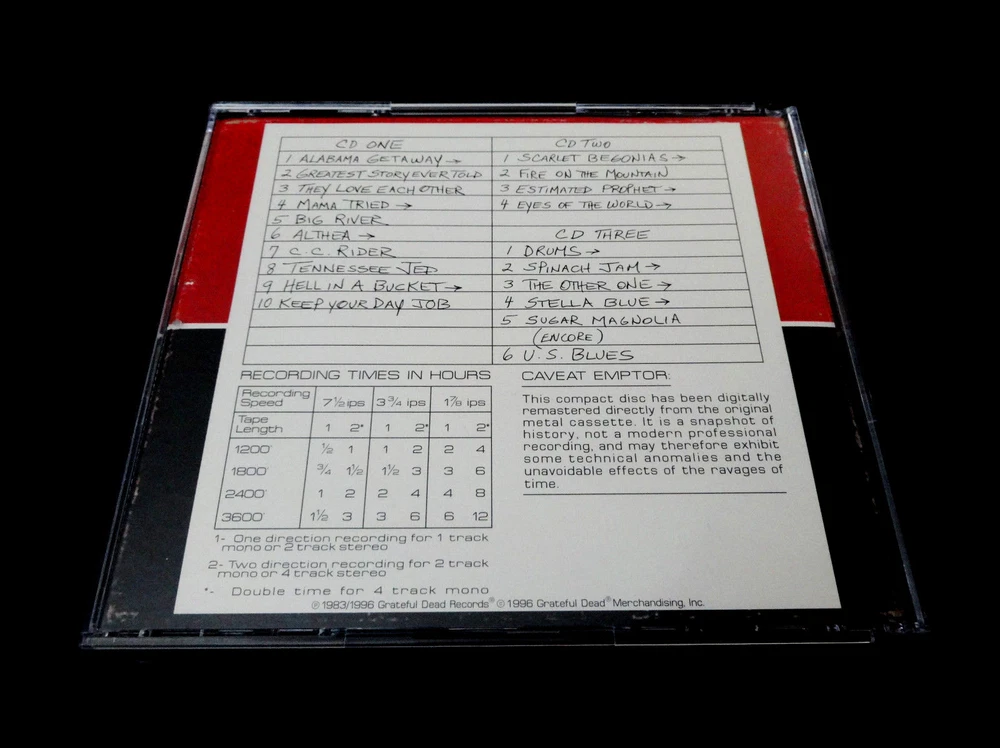 CD ONE
1 ALABAMA GETAWAY →
2 GREATEST STORY EVER TOLD
3 THEY LOVE EACH OTHER
4 MAMA TRIED →
5 BIG RIVER
6 ALTHEA →
7 C.C. RIDER
8 TENNESSEE JED
9 HELL IN A BUCKET →
10 KEEP YOUR DAY JOB
CD TWO
1 SCARLET BEGONIAS →
2 FIRE ON THE MOUNTAIN
3 ESTIMATED PROPHET →
4 EYES OF THE WORLD →
CD THREE
1 DRUMS →
2 SPINACH JAM →
3 THE OTHER ONE →
4 STELLA BLUE →
5 SUGAR MAGNOLIA
(ENCORE)
6 U.S. BLUES
RECORDING TIMES IN HOURS
Recording Speed 7½ ips 3¾ ips 1⅞ ips
Tape Length 1 2* 1 2* 1 2*
1200' ½ 1 1 2 2 4
1800' ¾ 1½ 1½ 3 3 6
2400' 1 2 2 4 4 8
3600' 1½ 3 3 6 6 12
1- One direction recording for 1 track
mono or 2 track stereo
2- Two direction recording for 2 track
mono or 4 track stereo
*- Double time for 4 track mono
CAVEAT EMPTOR:
This compact disc has been digitally
remastered directly from the original
metal cassette. It is a snapshot of
history, not a modern professional
recording, and may therefore exhibit
some technical anomalies and the
unavoidable effects of the ravages of
time.
℗ 1983/1996 Grateful Dead Records® © 1996 Grateful Dead® Merchandising, Inc.